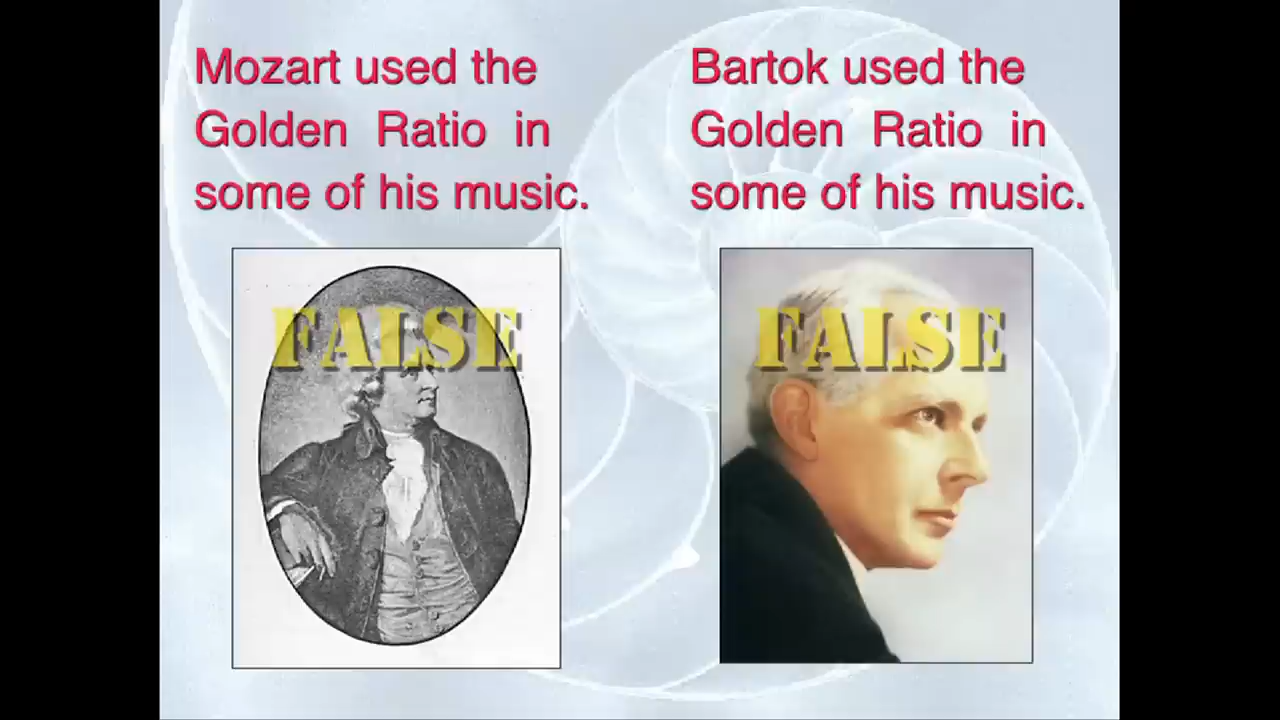 Mozart used the
Golden Ratio in
some of his music.
FALSE
Bartok used the
Golden Ratio in
some of his music.
FALSE